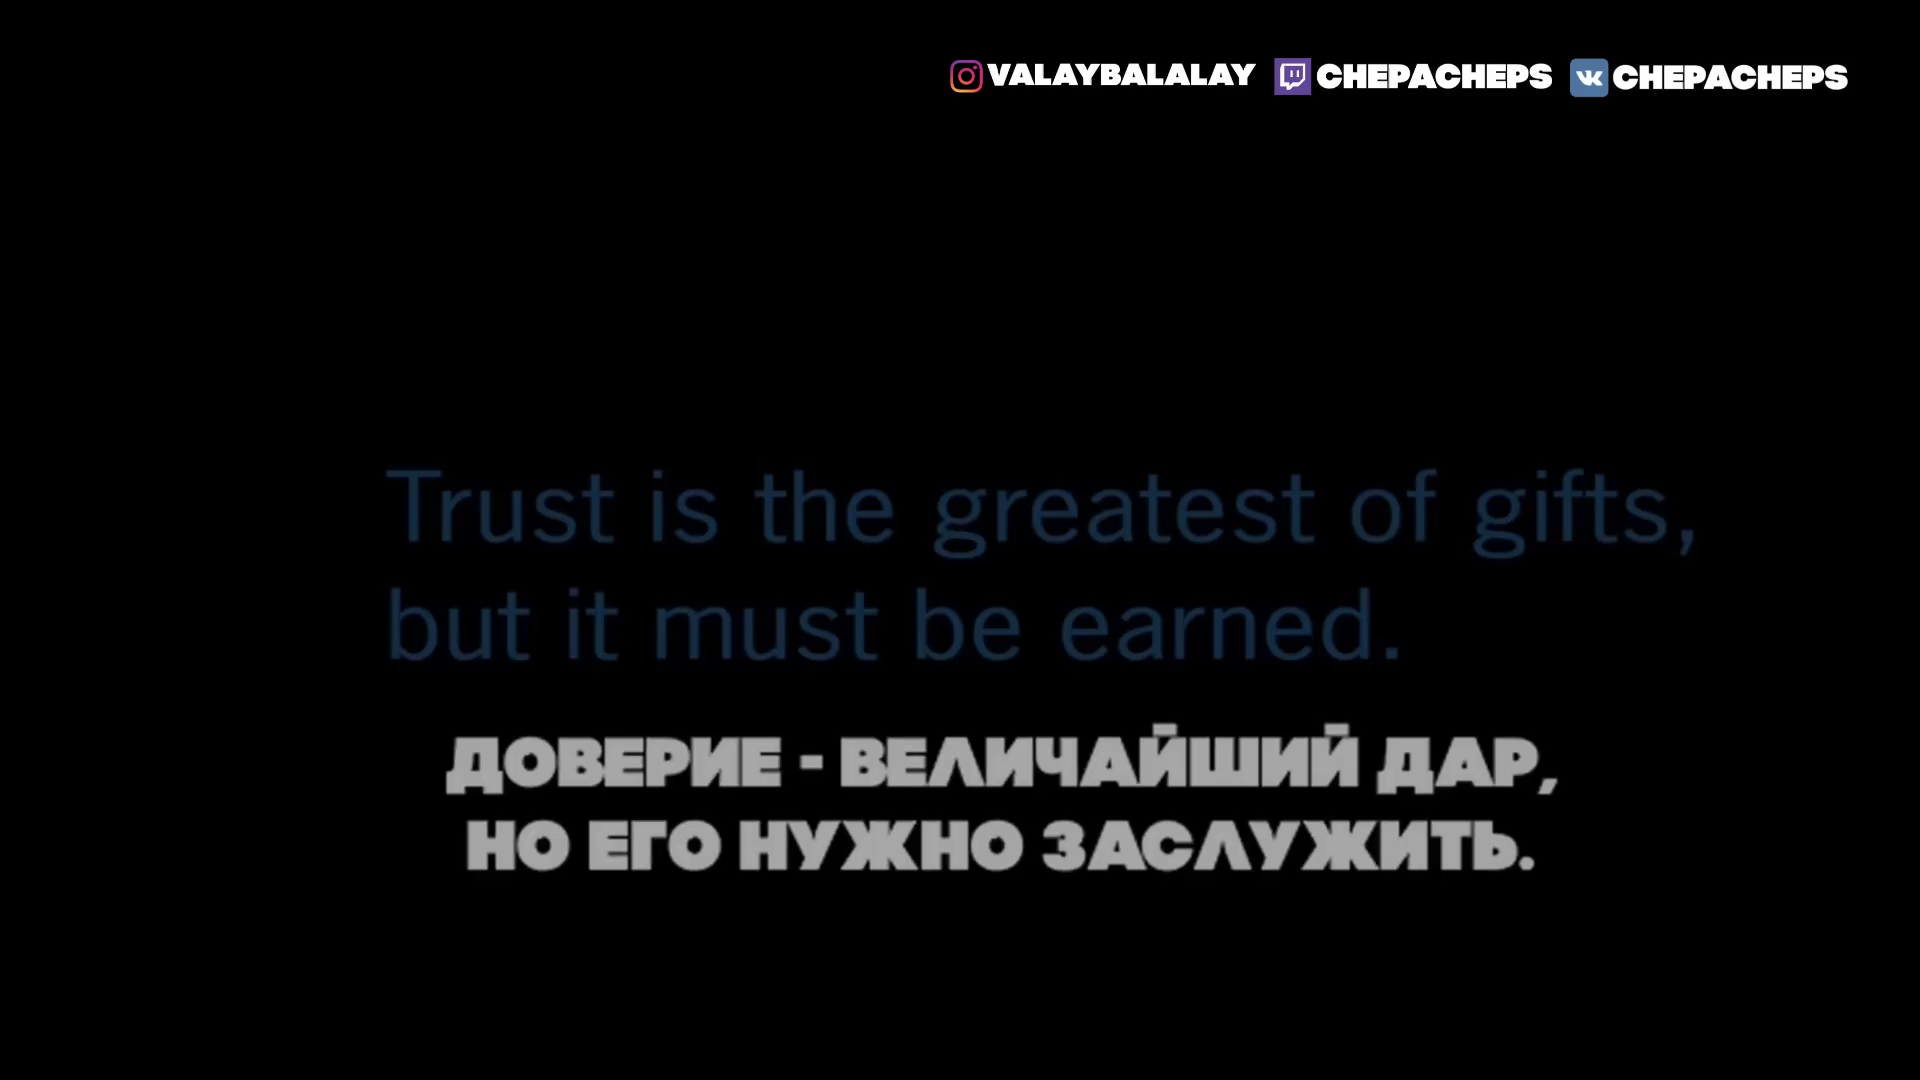 VALAYBALALAY CHEPACHEPS CHEPACHEPS
Trust is the greatest of gifts,
but it must be earned.
ДОВЕРИЕ - ВЕЛИЧАЙШИЙ ДАР,
НО ЕГО НУЖНО ЗАСЛУЖИТЬ.